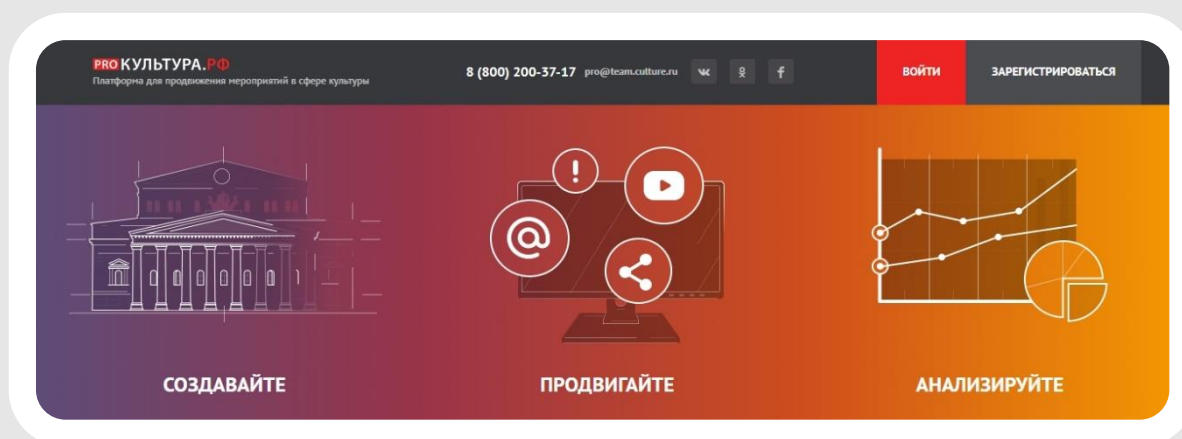 PRO КУЛЬТУРА.РФ
Платформа для продвижения мероприятий в сфере культуры
8 (800) 200-37-17 pro@team.culture.ru
ВОЙТИ
ЗАРЕГИСТРИРОВАТЬСЯ
СОЗДАВАЙТЕ
ПРОДВИГАЙТЕ
АНАЛИЗИРУЙТЕ